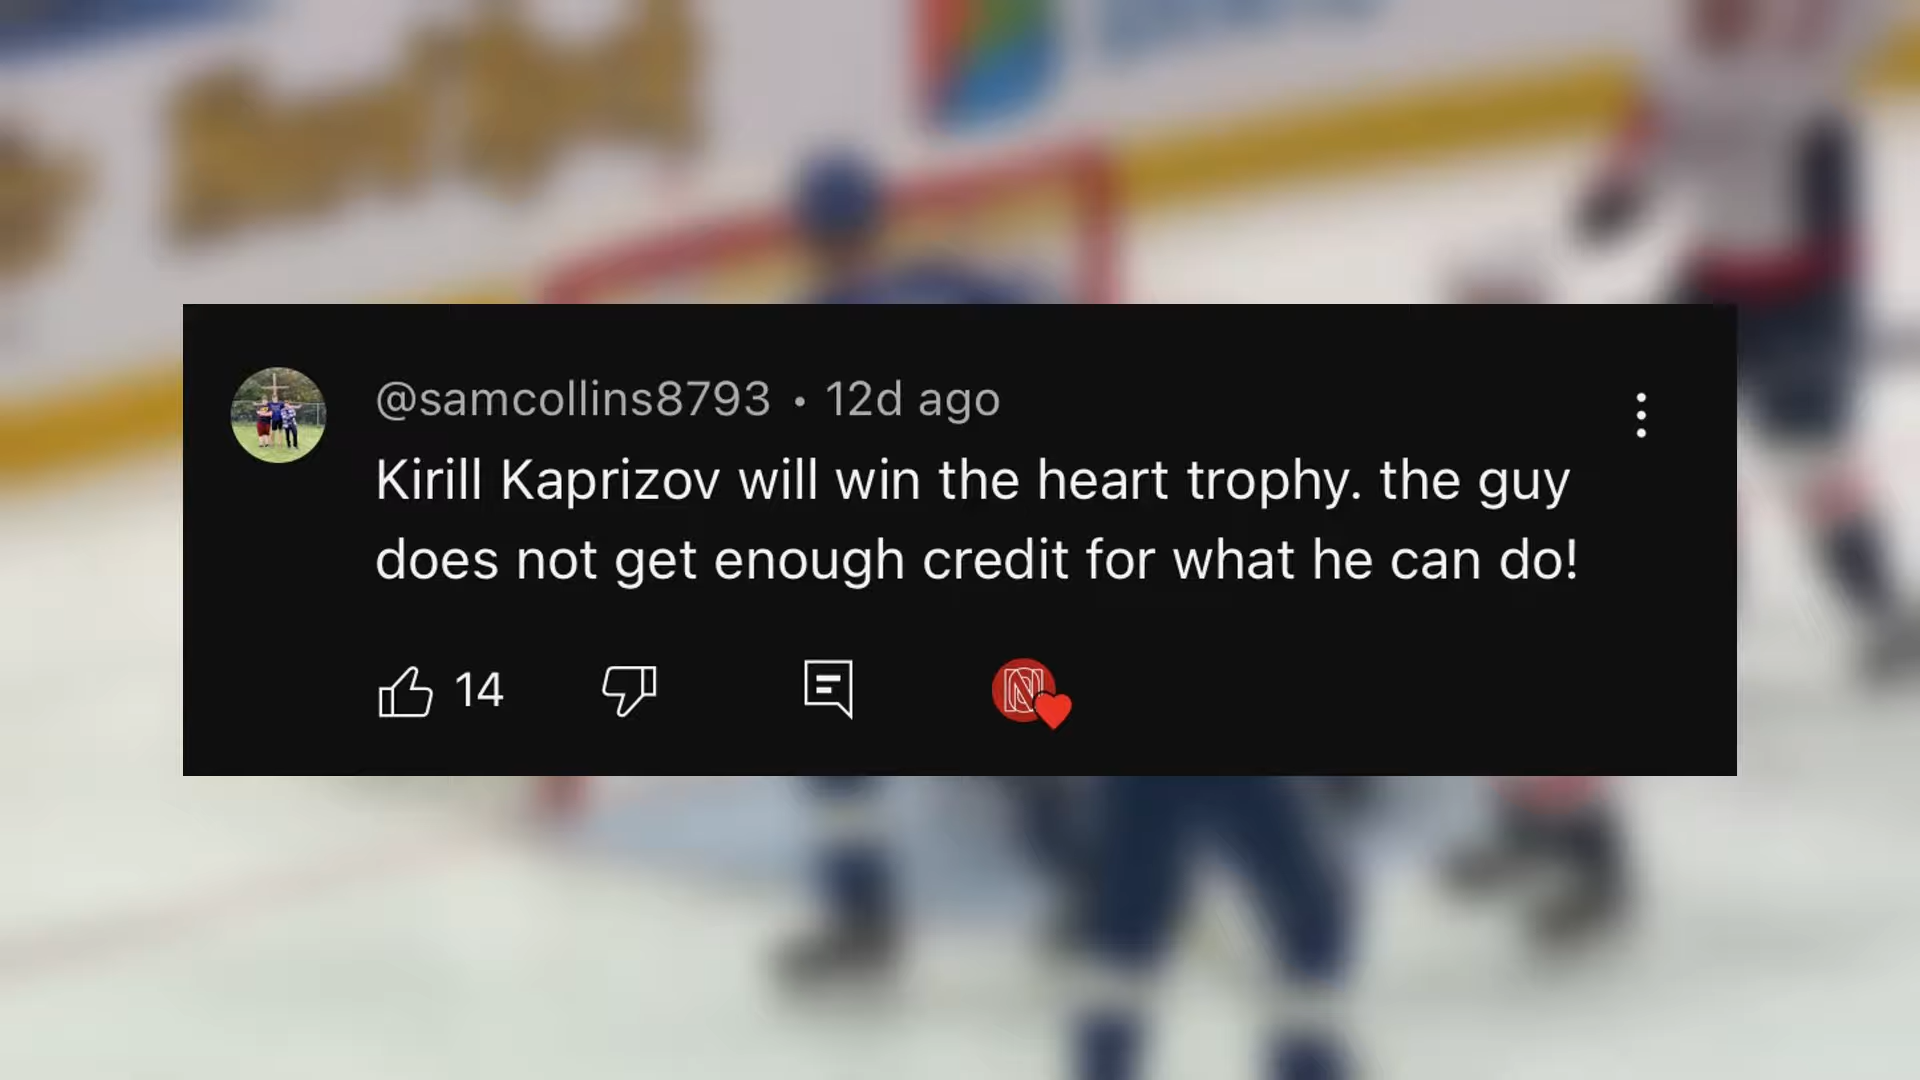 @samcollins8793 • 12d ago
Kirill Kaprizov will win the heart trophy. the guy
does not get enough credit for what he can do!
14